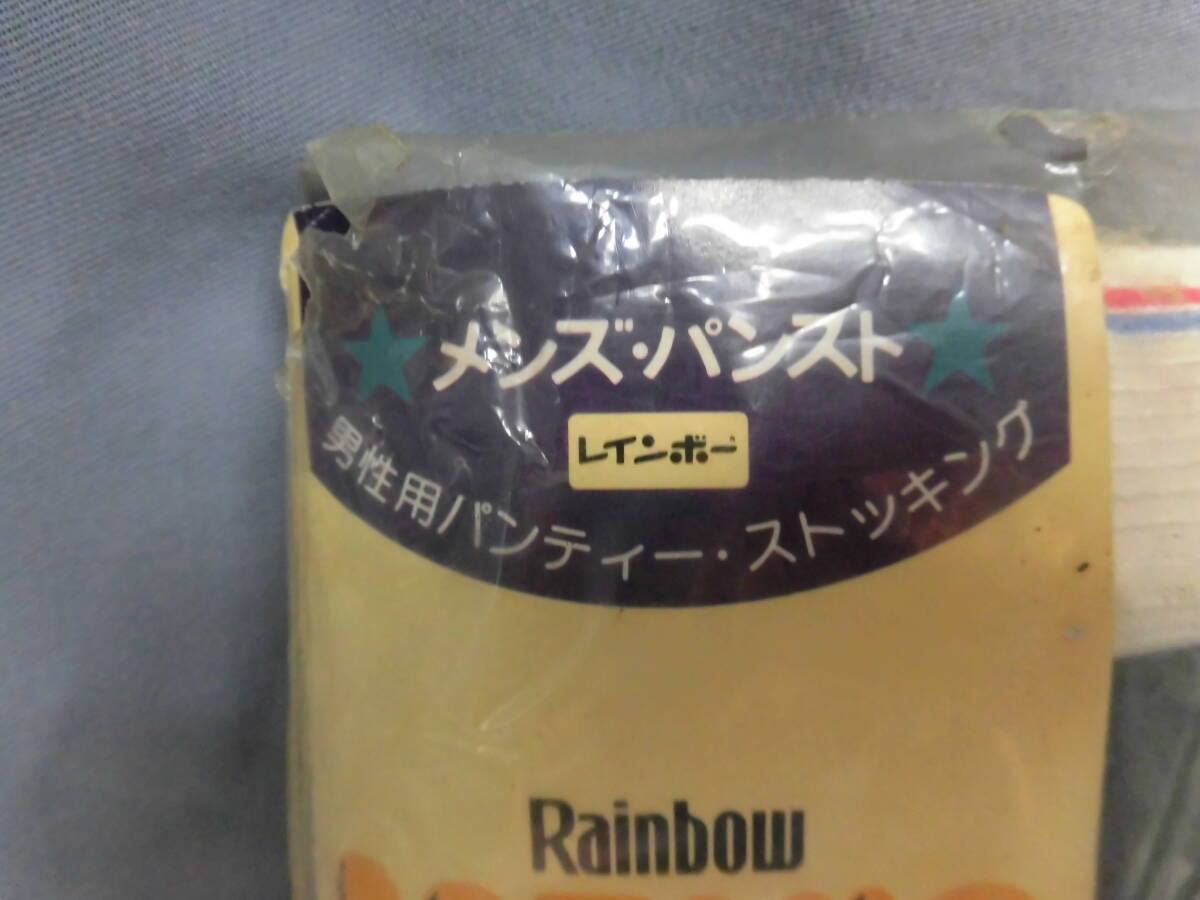 メンズ・パンスト
レインボー
男性用パンティー・ストッキング
Rainbow